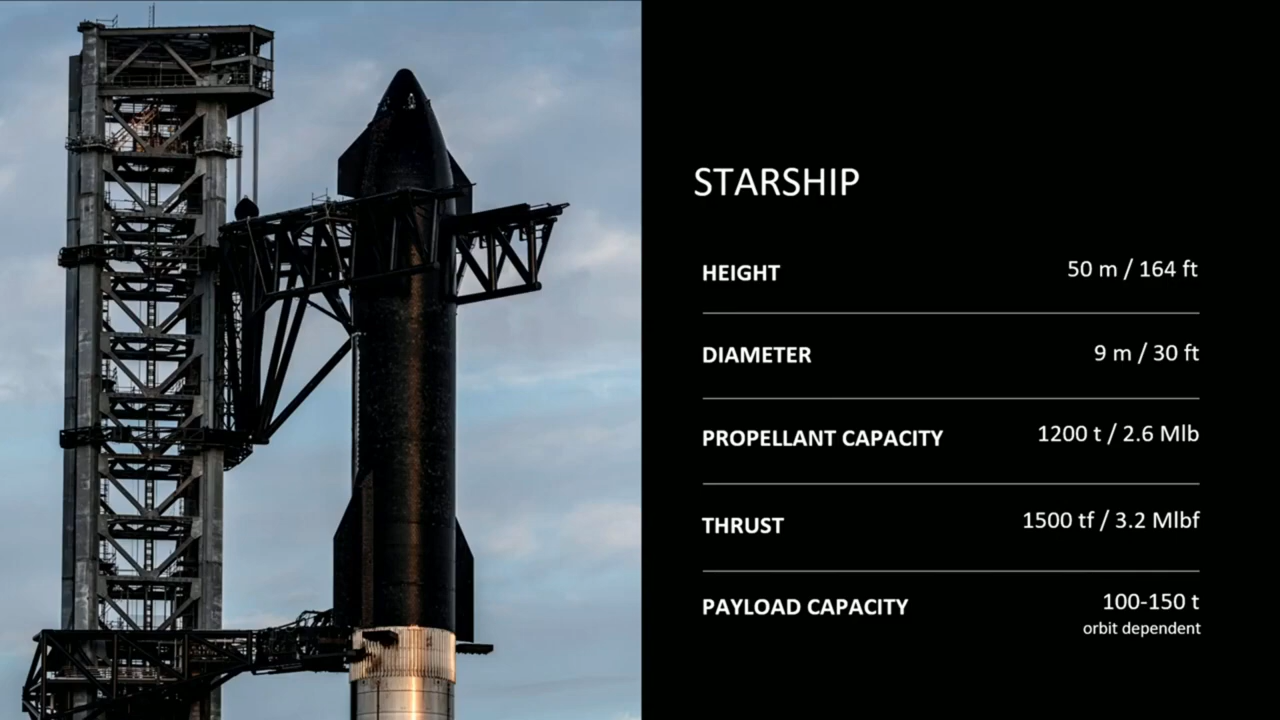 STARSHIP
HEIGHT 50 m / 164 ft
DIAMETER 9 m / 30 ft
PROPELLANT CAPACITY 1200 t / 2.6 Mlb
THRUST 1500 tf / 3.2 Mlbf
PAYLOAD CAPACITY 100-150 t
orbit dependent